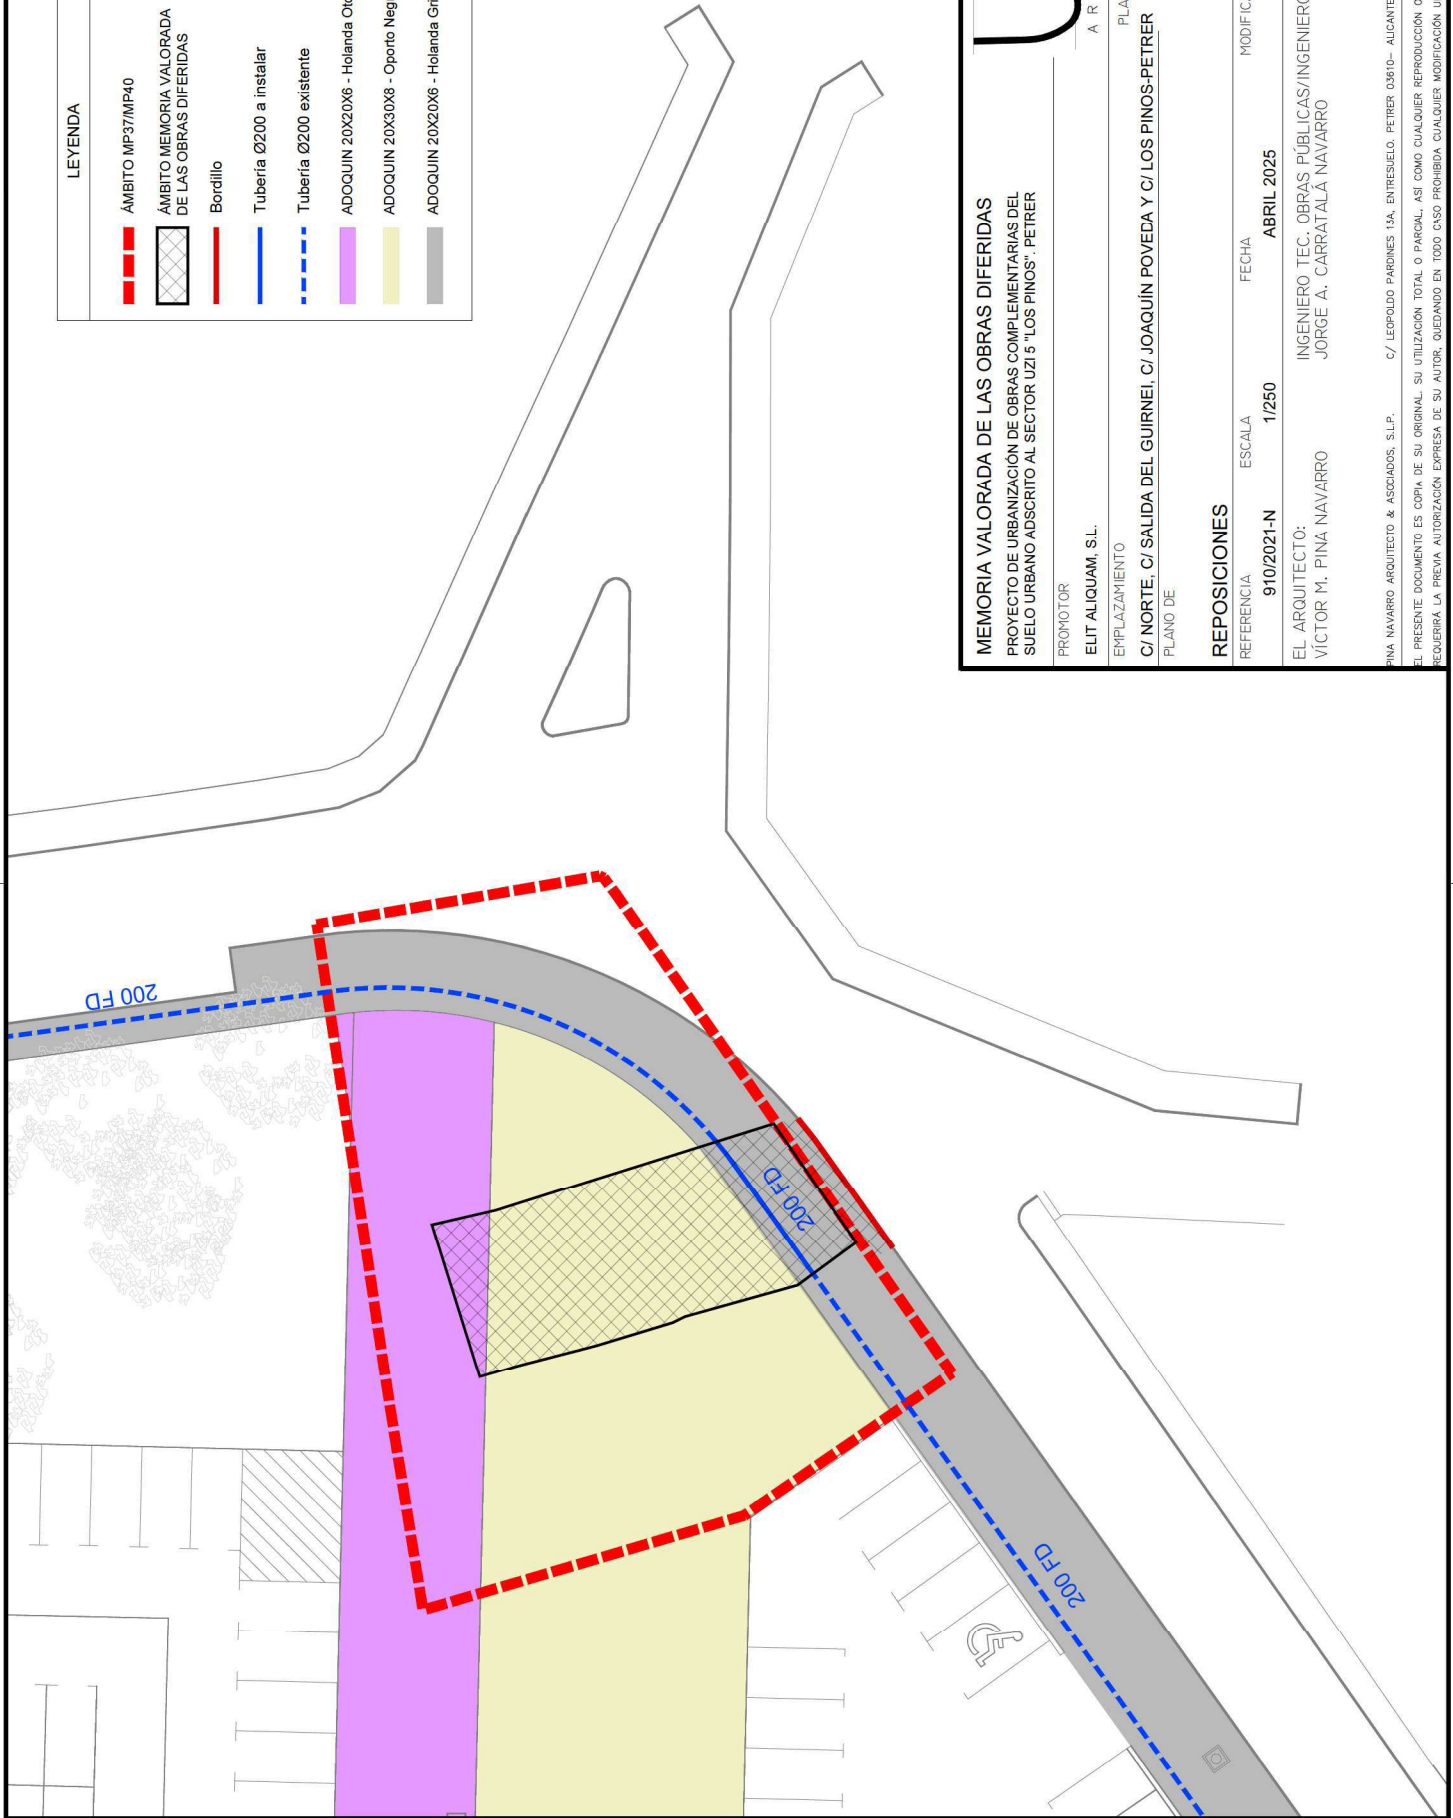 LEYENDA
ÁMBITO MP37/MP40
ÁMBITO MEMORIA VALORADA
DE LAS OBRAS DIFERIDAS
Bordillo
Tubería Ø200 a instalar
Tubería Ø200 existente
ADOQUIN 20X20X6 - Holanda
ADOQUIN 20X30X8 - Oporto
ADOQUIN 20X20X6 - Holanda
200 FD
200 FD
200 FD
MEMORIA VALORADA DE LAS OBRAS DIFERIDAS
PROYECTO DE URBANIZACIÓN DE OBRAS COMPLEMENTARIAS DEL
SUELO URBANO ADSCRITO AL SECTOR UZI 5 "LOS PINOS". PETRER
PROMOTOR
ELIT ALIQUAM, S.L.
A R
EMPLAZAMIENTO
C/ NORTE, C/ SALIDA DEL GUIRNEI, C/ JOAQUÍN POVEDA Y C/ LOS PINOS-PETRER
PLANO DE
REPOSICIONES
REFERENCIA ESCALA FECHA
910/2021-N 1/250 ABRIL 2025
EL ARQUITECTO: INGENIERO TEC. OBRAS PÚBLICAS/INGENIERO
VÍCTOR M. PINA NAVARRO JORGE A. CARRATALÁ NAVARRO
PINA NAVARRO ARQUITECTO & ASOCIADOS, S.L.P. C/ LEOPOLDO PARDINES 13A, ENTRESUELO. PETRER 03610- ALICANTE
EL PRESENTE DOCUMENTO ES COPIA DE SU ORIGINAL. SU UTILIZACIÓN TOTAL O PARCIAL, ASÍ COMO CUALQUIER REPRODUCCIÓN
REQUERIRÁ LA PREVIA AUTORIZACIÓN EXPRESA DE SU AUTOR, QUEDANDO EN TODO CASO PROHIBIDA CUALQUIER MODIFICACIÓN